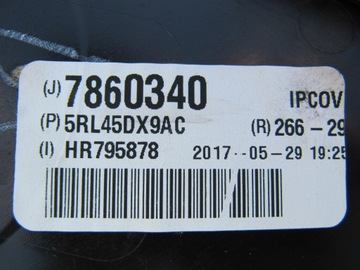 (J) 7860340 IPCOV
(P) 5RL45DX9AC (R) 266-29
(I) HR795878 2017--05-29 19:25